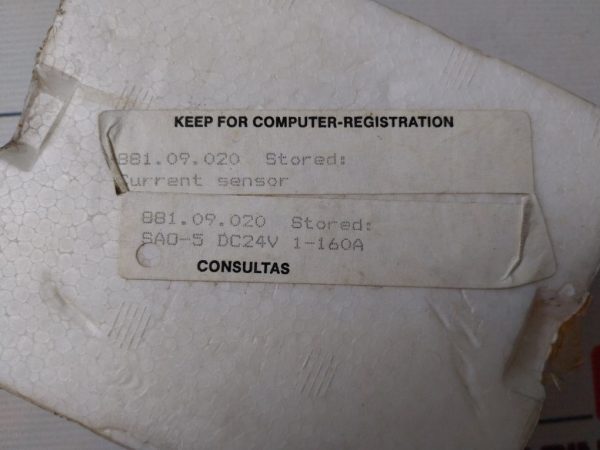 KEEP FOR COMPUTER-REGISTRATION
881.09.020 Stored:
Current sensor
881.09.020 Stored:
SAO-5 DC24V 1-160A
CONSULTAS